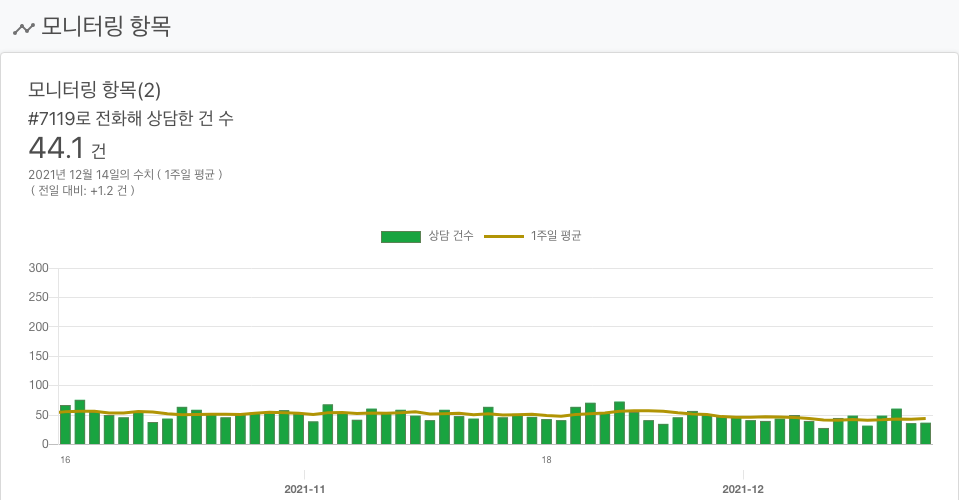 모니터링 항목
모니터링 항목(2)
#7119로 전화해 상담한 건 수
44.1 건
2021년 12월 14일의 수치 ( 1주일 평균 )
( 전일 대비: +1.2 건 )
상담 건수 1주일 평균
300
250
200
150
100
50
0
16 18
2021-11 2021-12